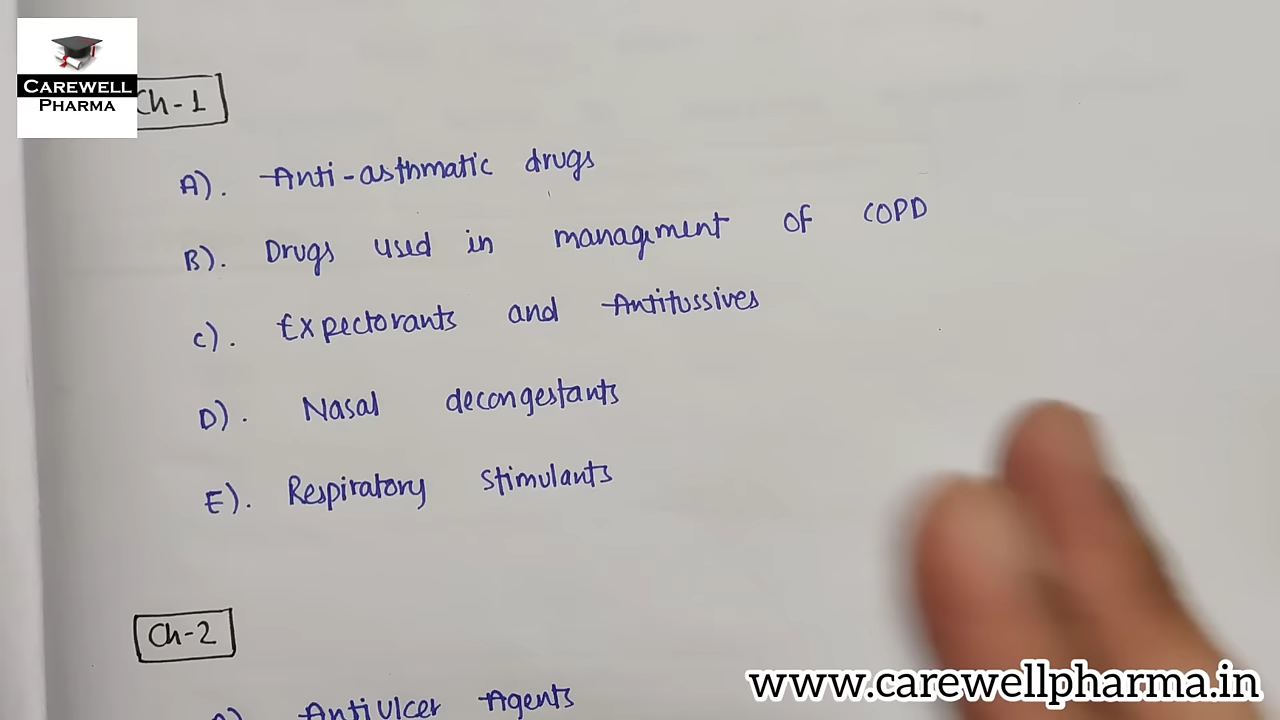 CAREWELL
PHARMA
Ch-1
A). Anti-asthmatic drugs
B). Drugs used in management of COPD
C). Expectorants and Antitussives
D). Nasal decongestants
E). Respiratory stimulants
Ch-2
A) Antiulcer Agents
www.carewellpharma.in